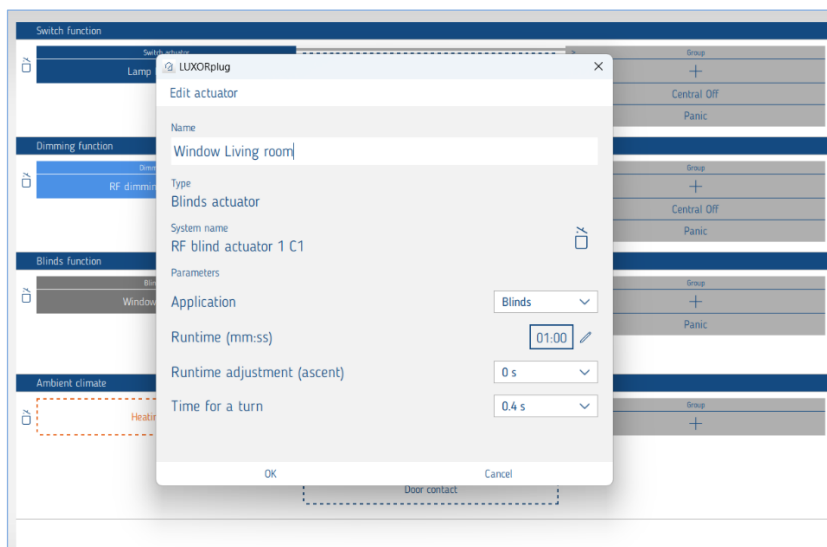 Switch function
Switch actuator
Group
Lamp
Central Off
Panic
Dimming function
Group
RF
Central Off
Panic
Blinds function
Group
Window
Panic
Ambient climate
Group
Door contact
LUXORplug
Edit actuator
Name
Window Living room
Type
Blinds actuator
System name
RF blind actuator 1 C1
Parameters
Application
Blinds
Runtime (mm:ss)
01:00
Runtime adjustment (ascent)
0 s
Time for a turn
0.4 s
OK
Cancel